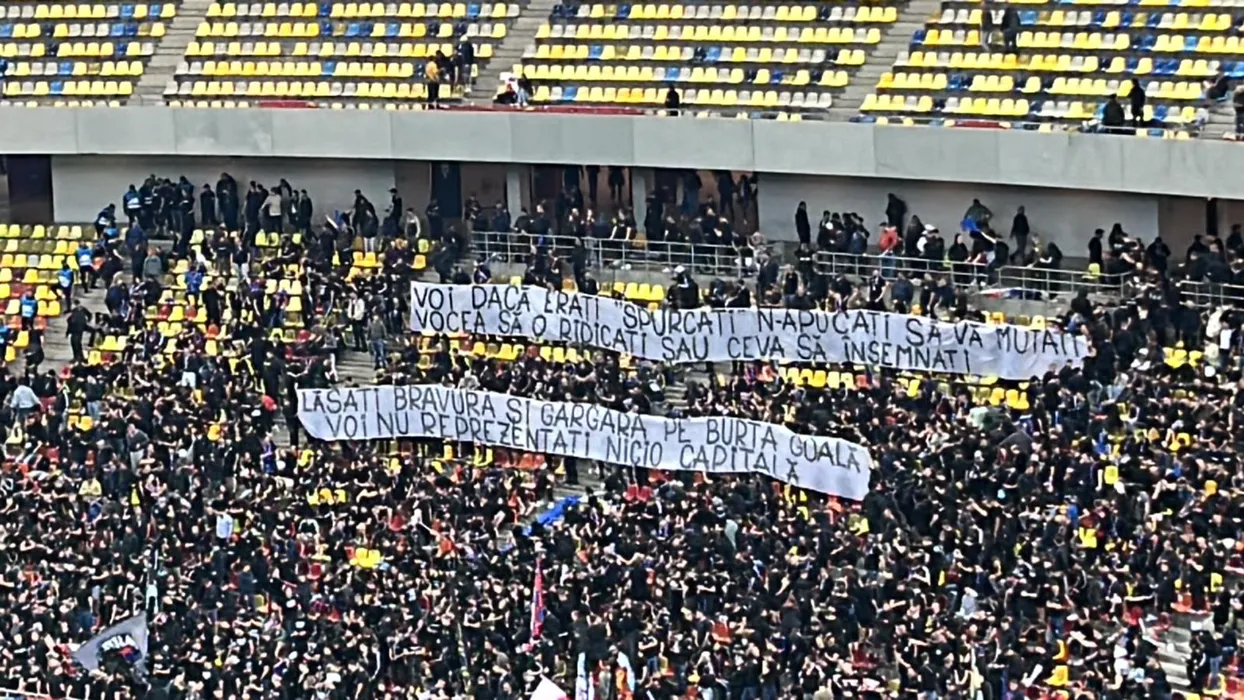 VOI DACĂ ERAȚI "SPURCAȚI" N-APUCAȚI SĂ VĂ MUTAȚI
VOCEA SĂ O RIDICAȚI SAU CEVA SĂ ÎNSEMNAȚI
LĂSAȚI BRAVURA ȘI GARGARA PE BURTA GOALĂ
VOI NU REPREZENTAȚI NICIO CAPITALĂ